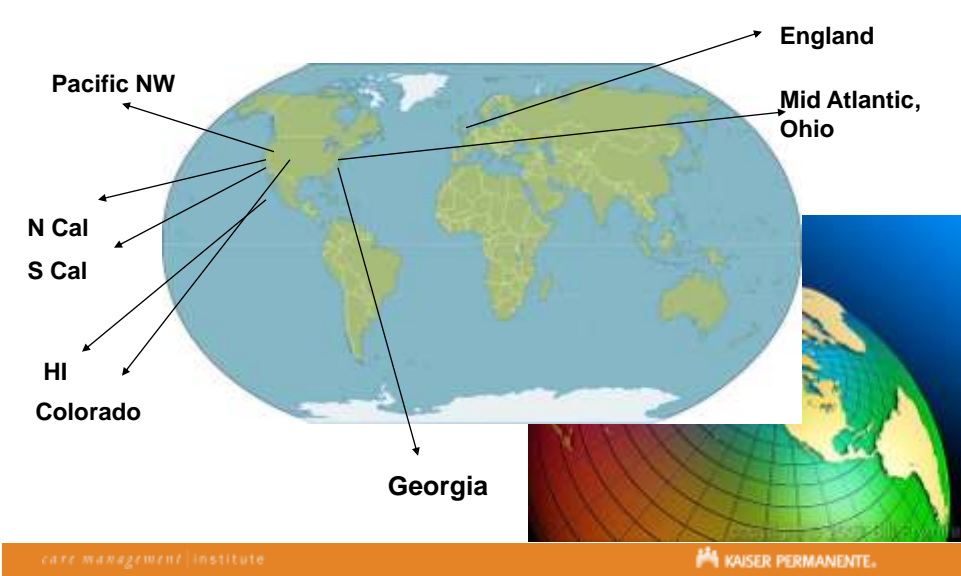 England
Pacific NW
Mid Atlantic,
Ohio
N Cal
S Cal
HI
Colorado
Georgia
care management institute
KAISER PERMANENTE.